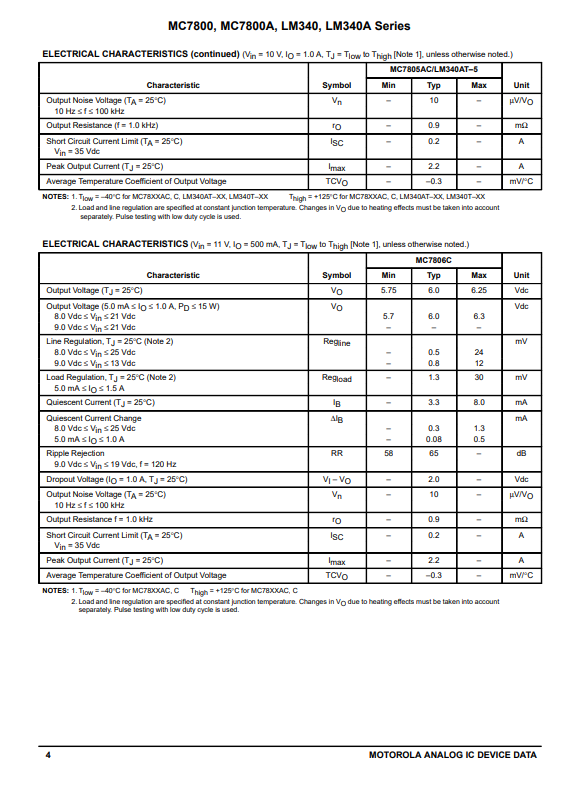 MC7800, MC7800A, LM340, LM340A Series
ELECTRICAL CHARACTERISTICS (continued) (Vin = 10 V, IO = 1.0 A, TJ = Tlow to Thigh [Note 1], unless otherwise noted.)
MC7805AC/LM340AT–5
Characteristic Symbol Min Typ Max Unit
Output Noise Voltage (TA = 25°C) Vn – 10 – µV/VO
10 Hz ≤ f ≤ 100 kHz
Output Resistance (f = 1.0 kHz) rO – 0.9 – mΩ
Short Circuit Current Limit (TA = 25°C) ISC – 0.2 – A
Vin = 35 Vdc
Peak Output Current (TJ = 25°C) Imax – 2.2 – A
Average Temperature Coefficient of Output Voltage TCVO – –0.3 – mV/°C
NOTES: 1. Tlow = –40°C for MC78XXAC, C, LM340AT–XX, LM340T–XX Thigh = +125°C for MC78XXAC, C, LM340AT–XX, LM340T–XX
2. Load and line regulation are specified at constant junction temperature. Changes in VO due to heating effects must be taken into account
separately. Pulse testing with low duty cycle is used.
ELECTRICAL CHARACTERISTICS (Vin = 11 V, IO = 500 mA, TJ = Tlow to Thigh [Note 1], unless otherwise noted.)
MC7806C
Characteristic Symbol Min Typ Max Unit
Output Voltage (TJ = 25°C) VO 5.75 6.0 6.25 Vdc
Output Voltage (5.0 mA ≤ IO ≤ 1.0 A, PD ≤ 15 W) VO Vdc
8.0 Vdc ≤ Vin ≤ 21 Vdc 5.7 6.0 6.3
9.0 Vdc ≤ Vin ≤ 21 Vdc – – –
Line Regulation, TJ = 25°C (Note 2) Regline mV
8.0 Vdc ≤ Vin ≤ 25 Vdc – 0.5 24
9.0 Vdc ≤ Vin ≤ 13 Vdc – 0.8 12
Load Regulation, TJ = 25°C (Note 2) Regload – 1.3 30 mV
5.0 mA ≤ IO ≤ 1.5 A
Quiescent Current (TJ = 25°C) IB – 3.3 8.0 mA
Quiescent Current Change ΔIB mA
8.0 Vdc ≤ Vin ≤ 25 Vdc – 0.3 1.3
5.0 mA ≤ IO ≤ 1.0 A – 0.08 0.5
Ripple Rejection RR 58 65 – dB
9.0 Vdc ≤ Vin ≤ 19 Vdc, f = 120 Hz
Dropout Voltage (IO = 1.0 A, TJ = 25°C) VI – VO – 2.0 – Vdc
Output Noise Voltage (TA = 25°C) Vn – 10 – µV/VO
10 Hz ≤ f ≤ 100 kHz
Output Resistance f = 1.0 kHz rO – 0.9 – mΩ
Short Circuit Current Limit (TA = 25°C) ISC – 0.2 – A
Vin = 35 Vdc
Peak Output Current (TJ = 25°C) Imax – 2.2 – A
Average Temperature Coefficient of Output Voltage TCVO – –0.3 – mV/°C
NOTES: 1. Tlow = –40°C for MC78XXAC, C Thigh = +125°C for MC78XXAC, C
2. Load and line regulation are specified at constant junction temperature. Changes in VO due to heating effects must be taken into account
separately. Pulse testing with low duty cycle is used.
4 MOTOROLA ANALOG IC DEVICE DATA